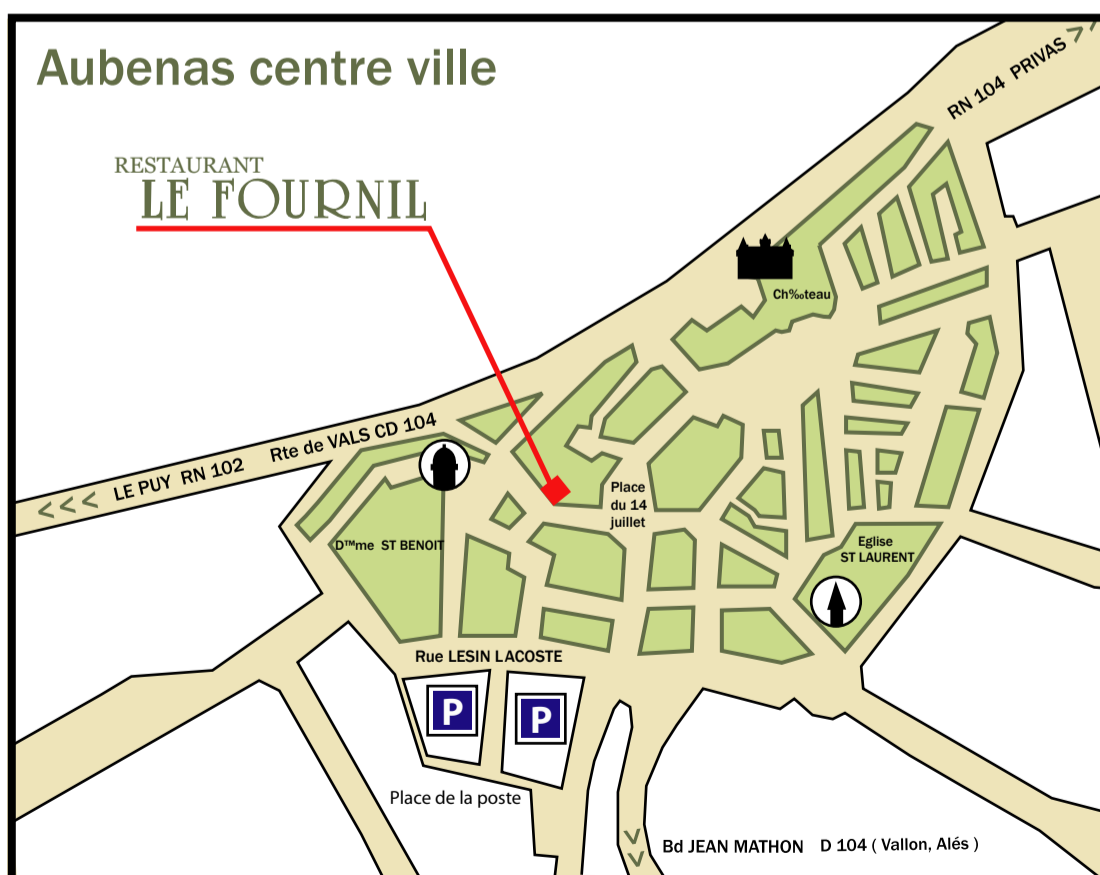 Aubenas centre ville
RN 104 PRIVAS >>
RESTAURANT
LE FOURNIL
Ch‰teau
<<< LE PUY RN 102 Rte de VALS CD 104
Place
du 14
juillet
D™me ST BENOIT
Eglise
ST LAURENT
Rue LESIN LACOSTE
P
P
Place de la poste
Bd JEAN MATHON D 104 ( Vallon, Alés )